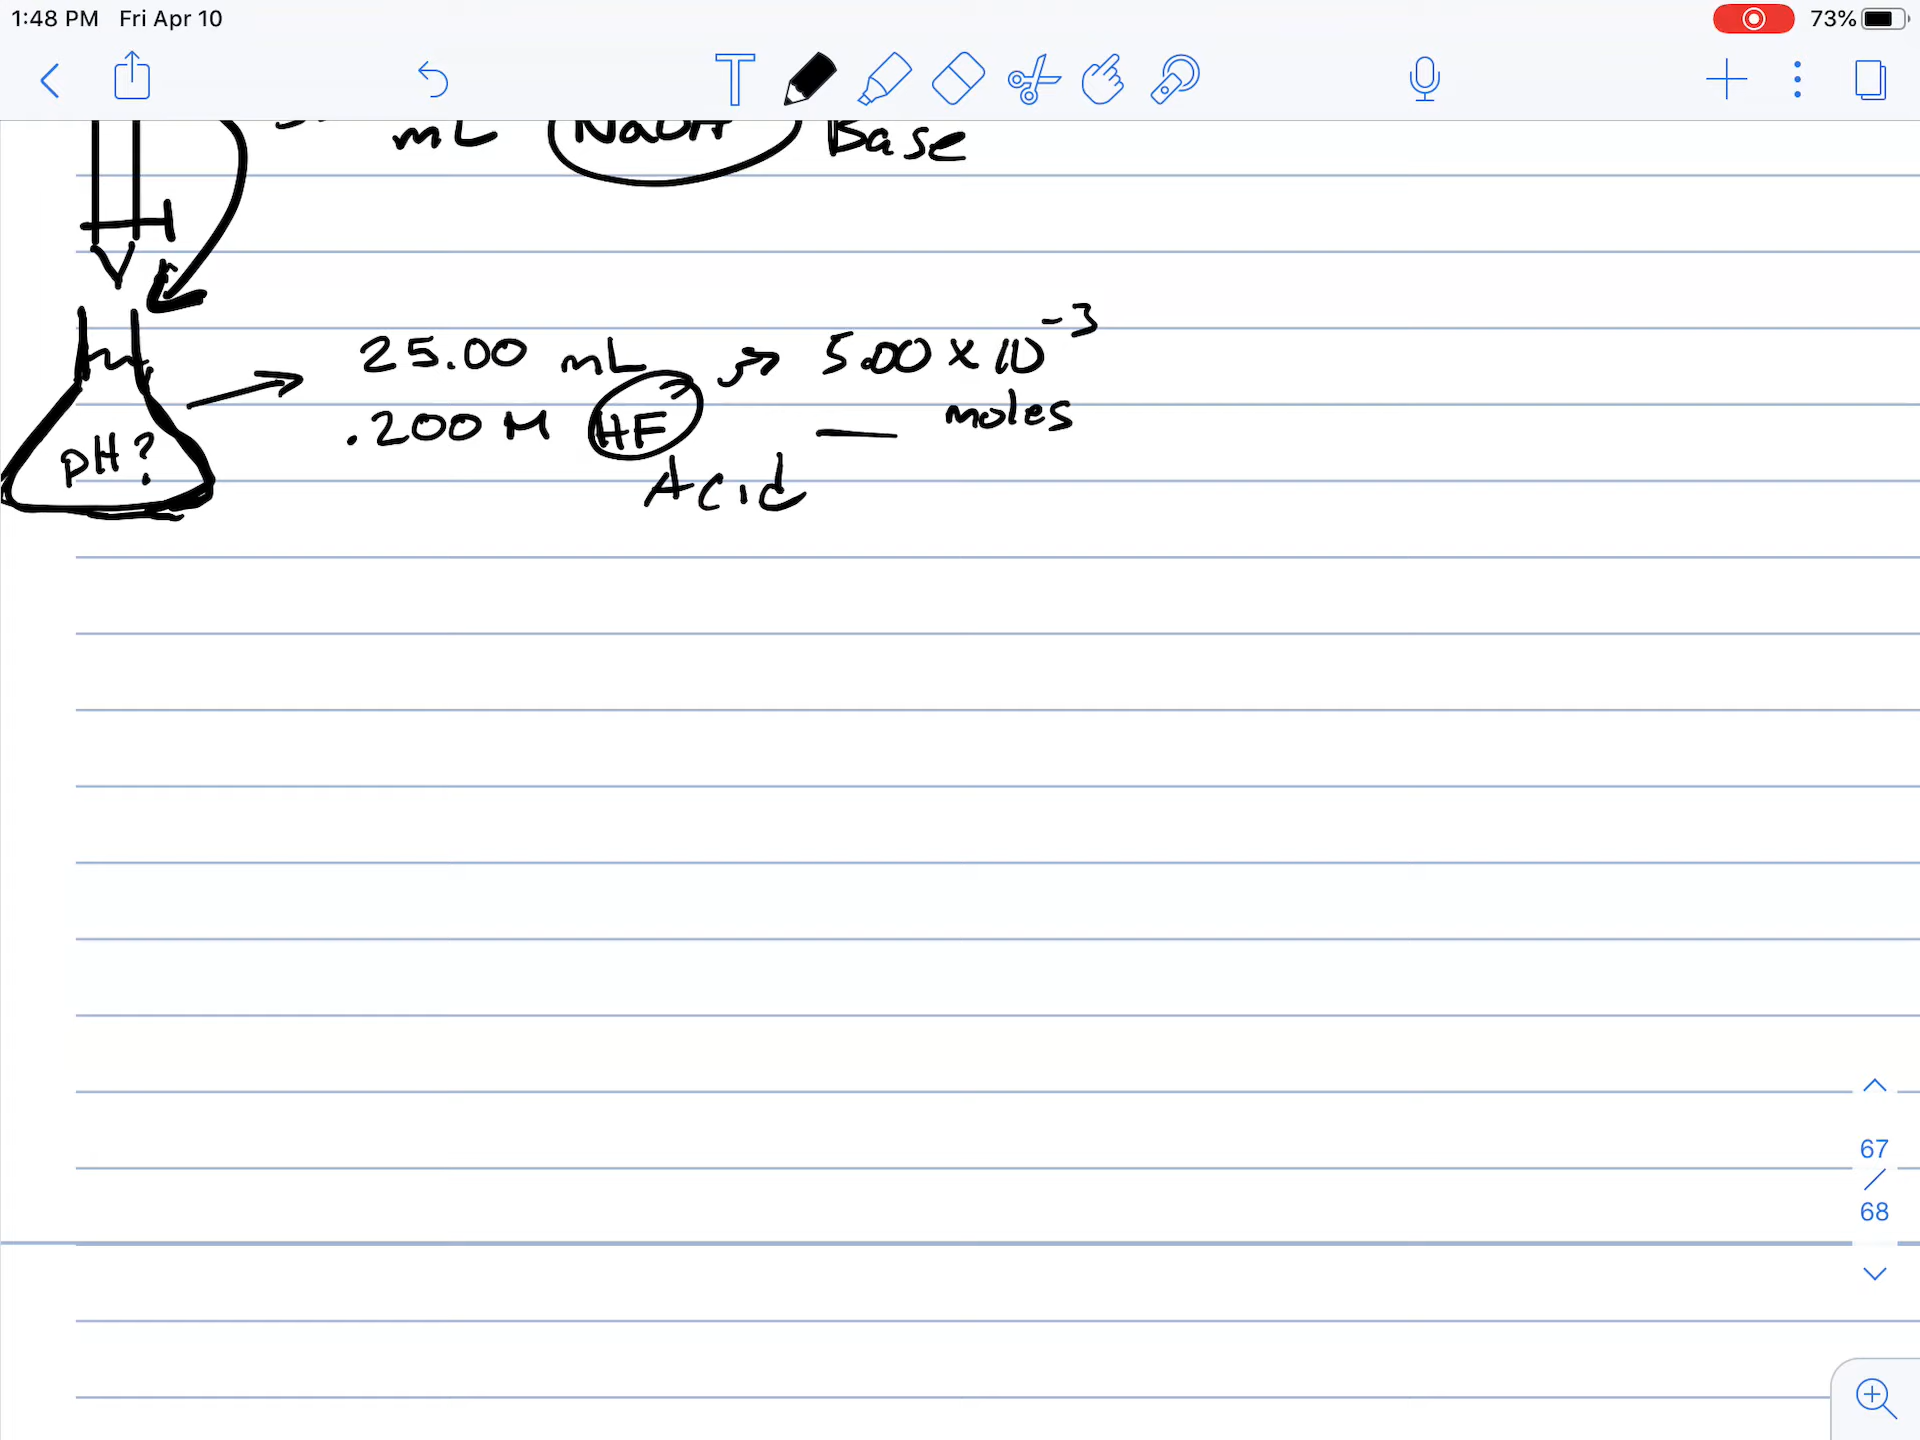 1:48 PM Fri Apr 10 73%
mL NaOH Base
25.00 mL → 5.00 x 10⁻³
.200 M HF moles
pH?
Acid
67
/
68